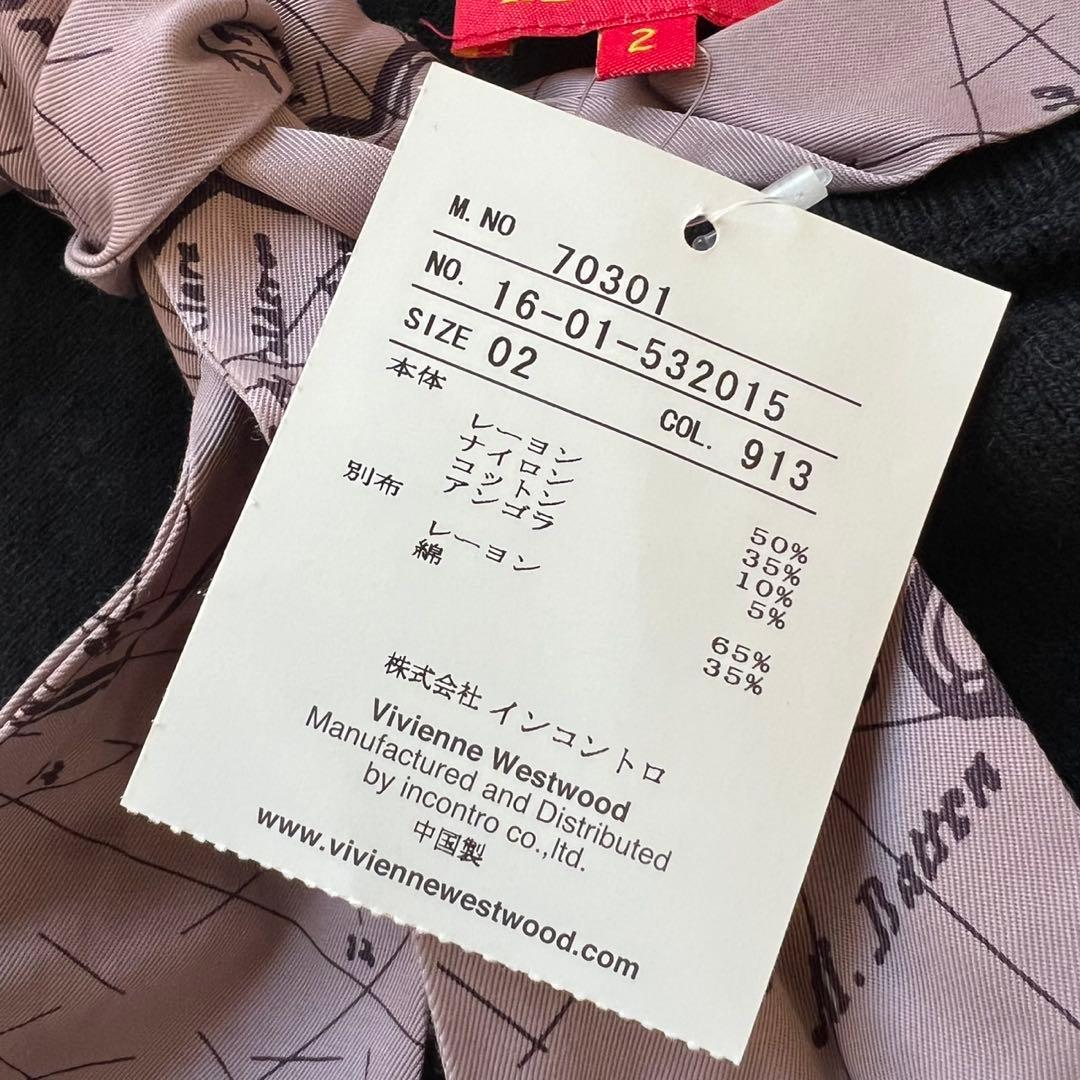 2
M. NO 70301
NO. 16-01-532015
SIZE 02 COL. 913
本体
レーヨン 50%
ナイロン 35%
コットン 10%
アンゴラ 5%
別布
レーヨン 65%
綿 35%
株式会社 インコントロ
Vivienne Westwood
Manufactured and Distributed
by incontro co.,ltd.
中国製
www.viviennewestwood.com
12